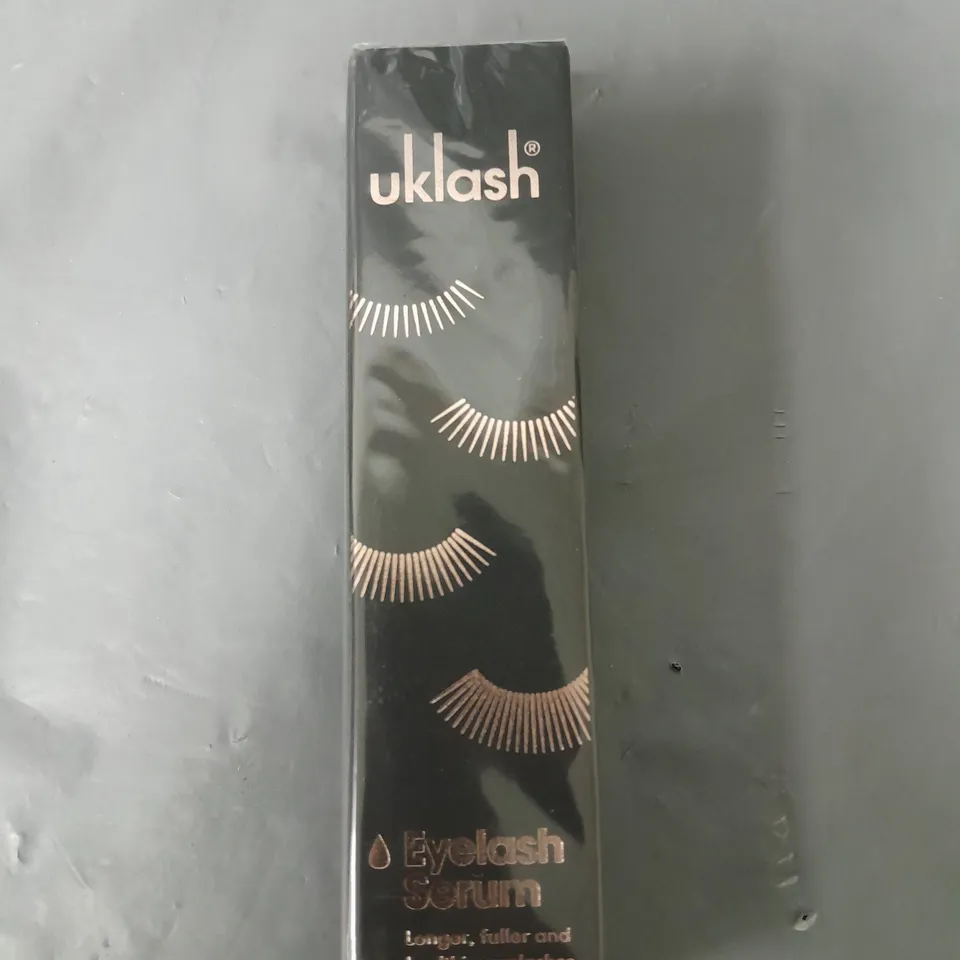 uklash®
Eyelash
Serum
Longer, fuller and